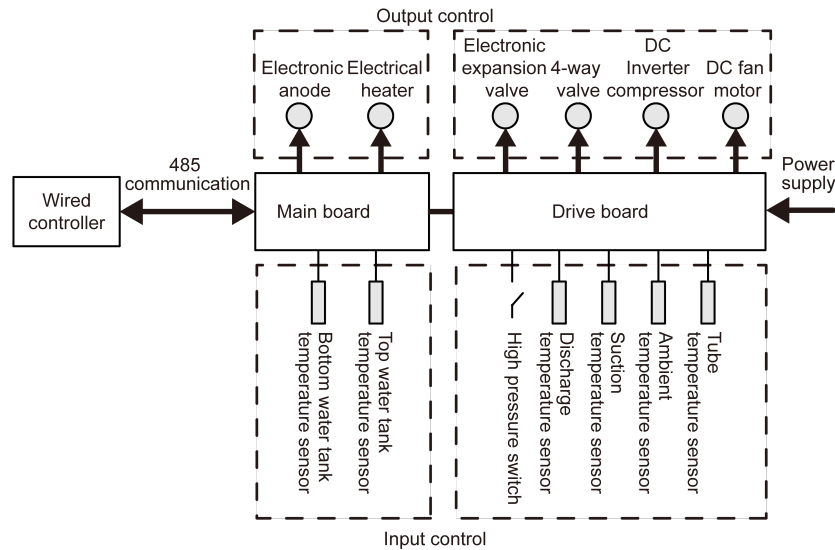 Output control
Electronic
anode
Electrical
heater
Electronic
expansion
valve
4-way
valve
DC
Inverter
compressor
DC fan
motor
485
communication
Power
supply
Wired
controller
Main board
Drive board
Bottom water tank
temperature sensor
Top water tank
temperature sensor
High pressure switch
Discharge
temperature sensor
Suction
temperature sensor
Ambient
temperature sensor
Tube
temperature sensor
Input control